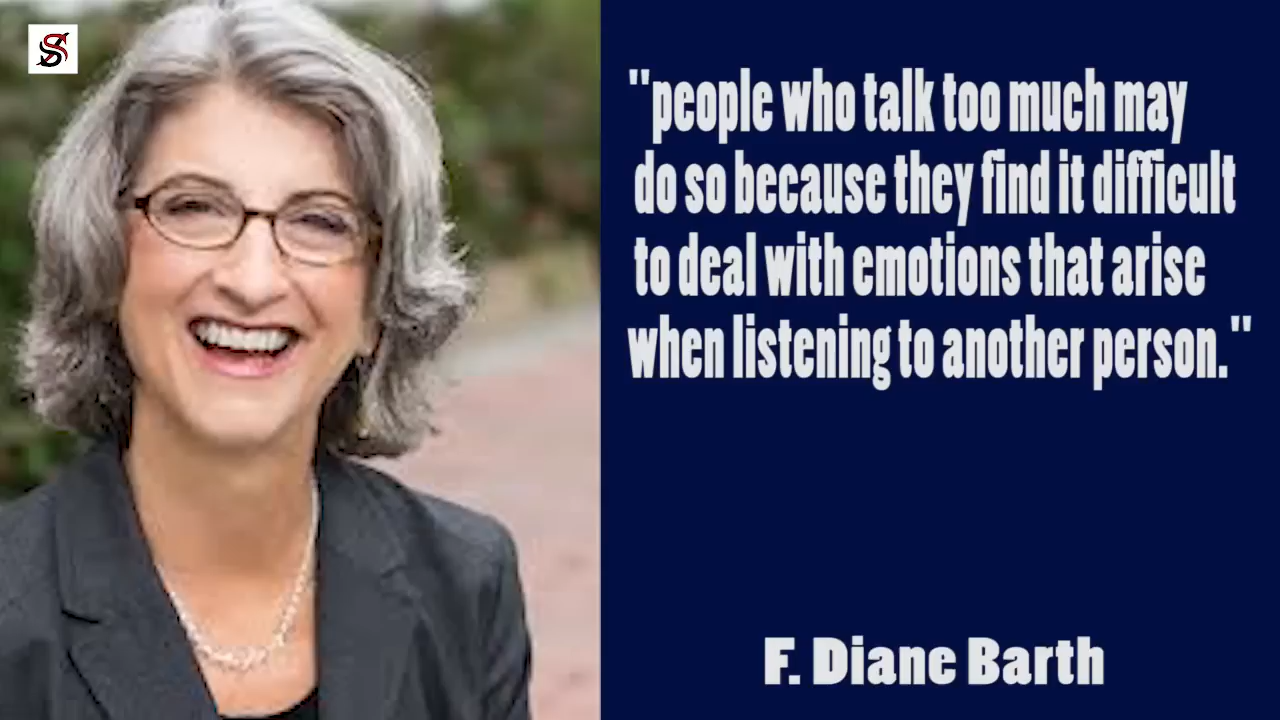 "people who talk too much may
do so because they find it difficult
to deal with emotions that arise
when listening to another person."
F. Diane Barth